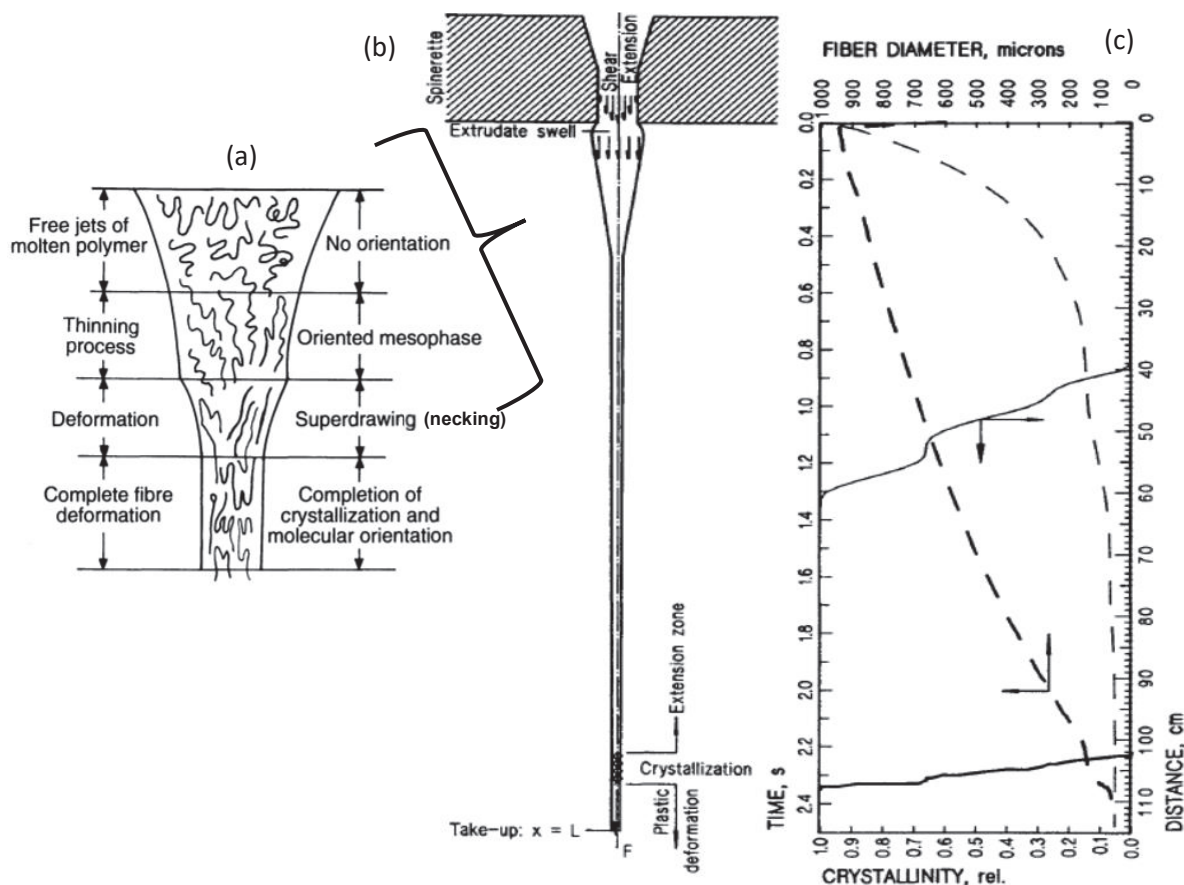 (a)
Free jets of
molten polymer
No orientation
Thinning
process
Oriented mesophase
Deformation
Superdrawing (necking)
Complete fibre
deformation
Completion of
crystallization and
molecular orientation
(b)
Spinerette
Shear
Extension
Extrudate swell
Extension zone
Crystallization
Plastic
deformation
Take-up: x = L
F
(c)
FIBER DIAMETER, microns
1000 900 800 700 600 500 400 300 200 100 0
TIME, s
0.0
0.2
0.4
0.6
0.8
1.0
1.2
1.4
1.6
1.8
2.0
2.2
2.4
DISTANCE, cm
0
10
20
30
40
50
60
70
80
90
100
110
1.0 0.9 0.8 0.7 0.6 0.5 0.4 0.3 0.2 0.1 0.0
CRYSTALLINITY, rel.